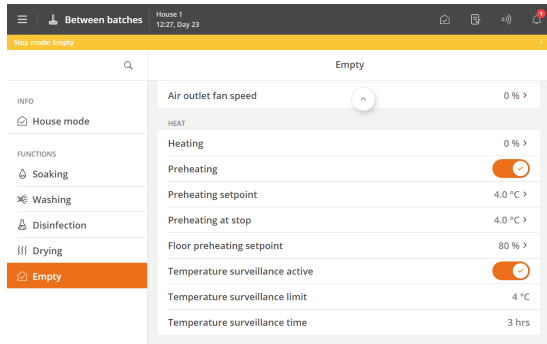 Between batches
House 1
12:27, Day 23
1
Stop mode: Empty
Empty
INFO
House mode
FUNCTIONS
Soaking
Washing
Disinfection
Drying
Empty
Air outlet fan speed 0 %
HEAT
Heating 0 %
Preheating
Preheating setpoint 4.0 °C
Preheating at stop 4.0 °C
Floor preheating setpoint 80 %
Temperature surveillance active
Temperature surveillance limit 4 °C
Temperature surveillance time 3 hrs